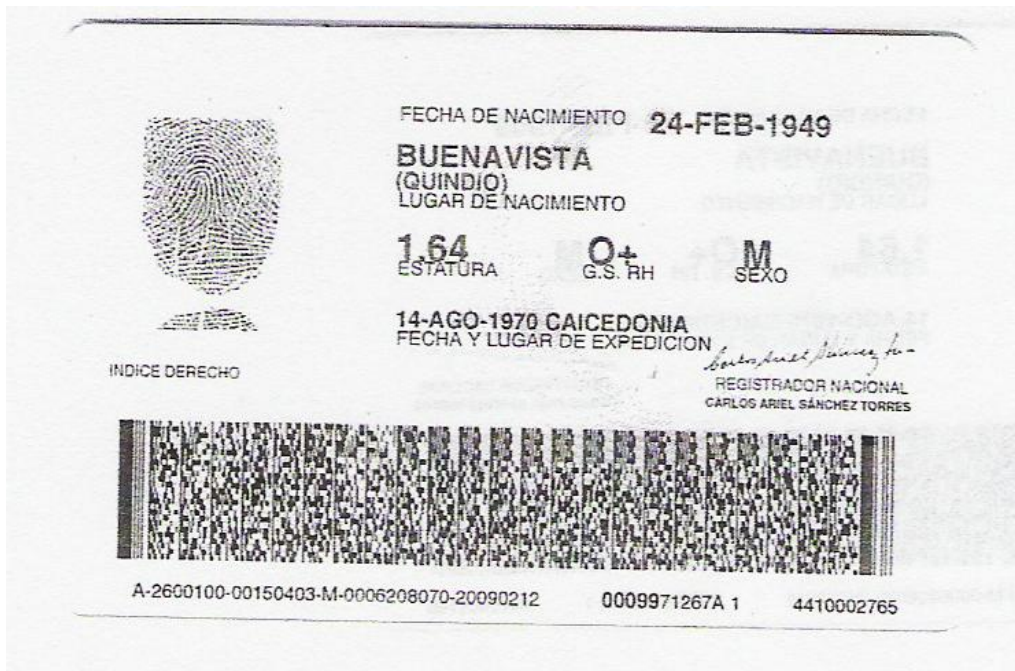 FECHA DE NACIMIENTO 24-FEB-1949
BUENAVISTA
(QUINDIO)
LUGAR DE NACIMIENTO
1.64 O+ M
ESTATURA G.S. RH SEXO
14-AGO-1970 CAICEDONIA
FECHA Y LUGAR DE EXPEDICION
INDICE DERECHO
REGISTRADOR NACIONAL
CARLOS ARIEL SÁNCHEZ TORRES
A-2600100-00150403-M-0006208070-20090212 0009971267A 1 4410002765